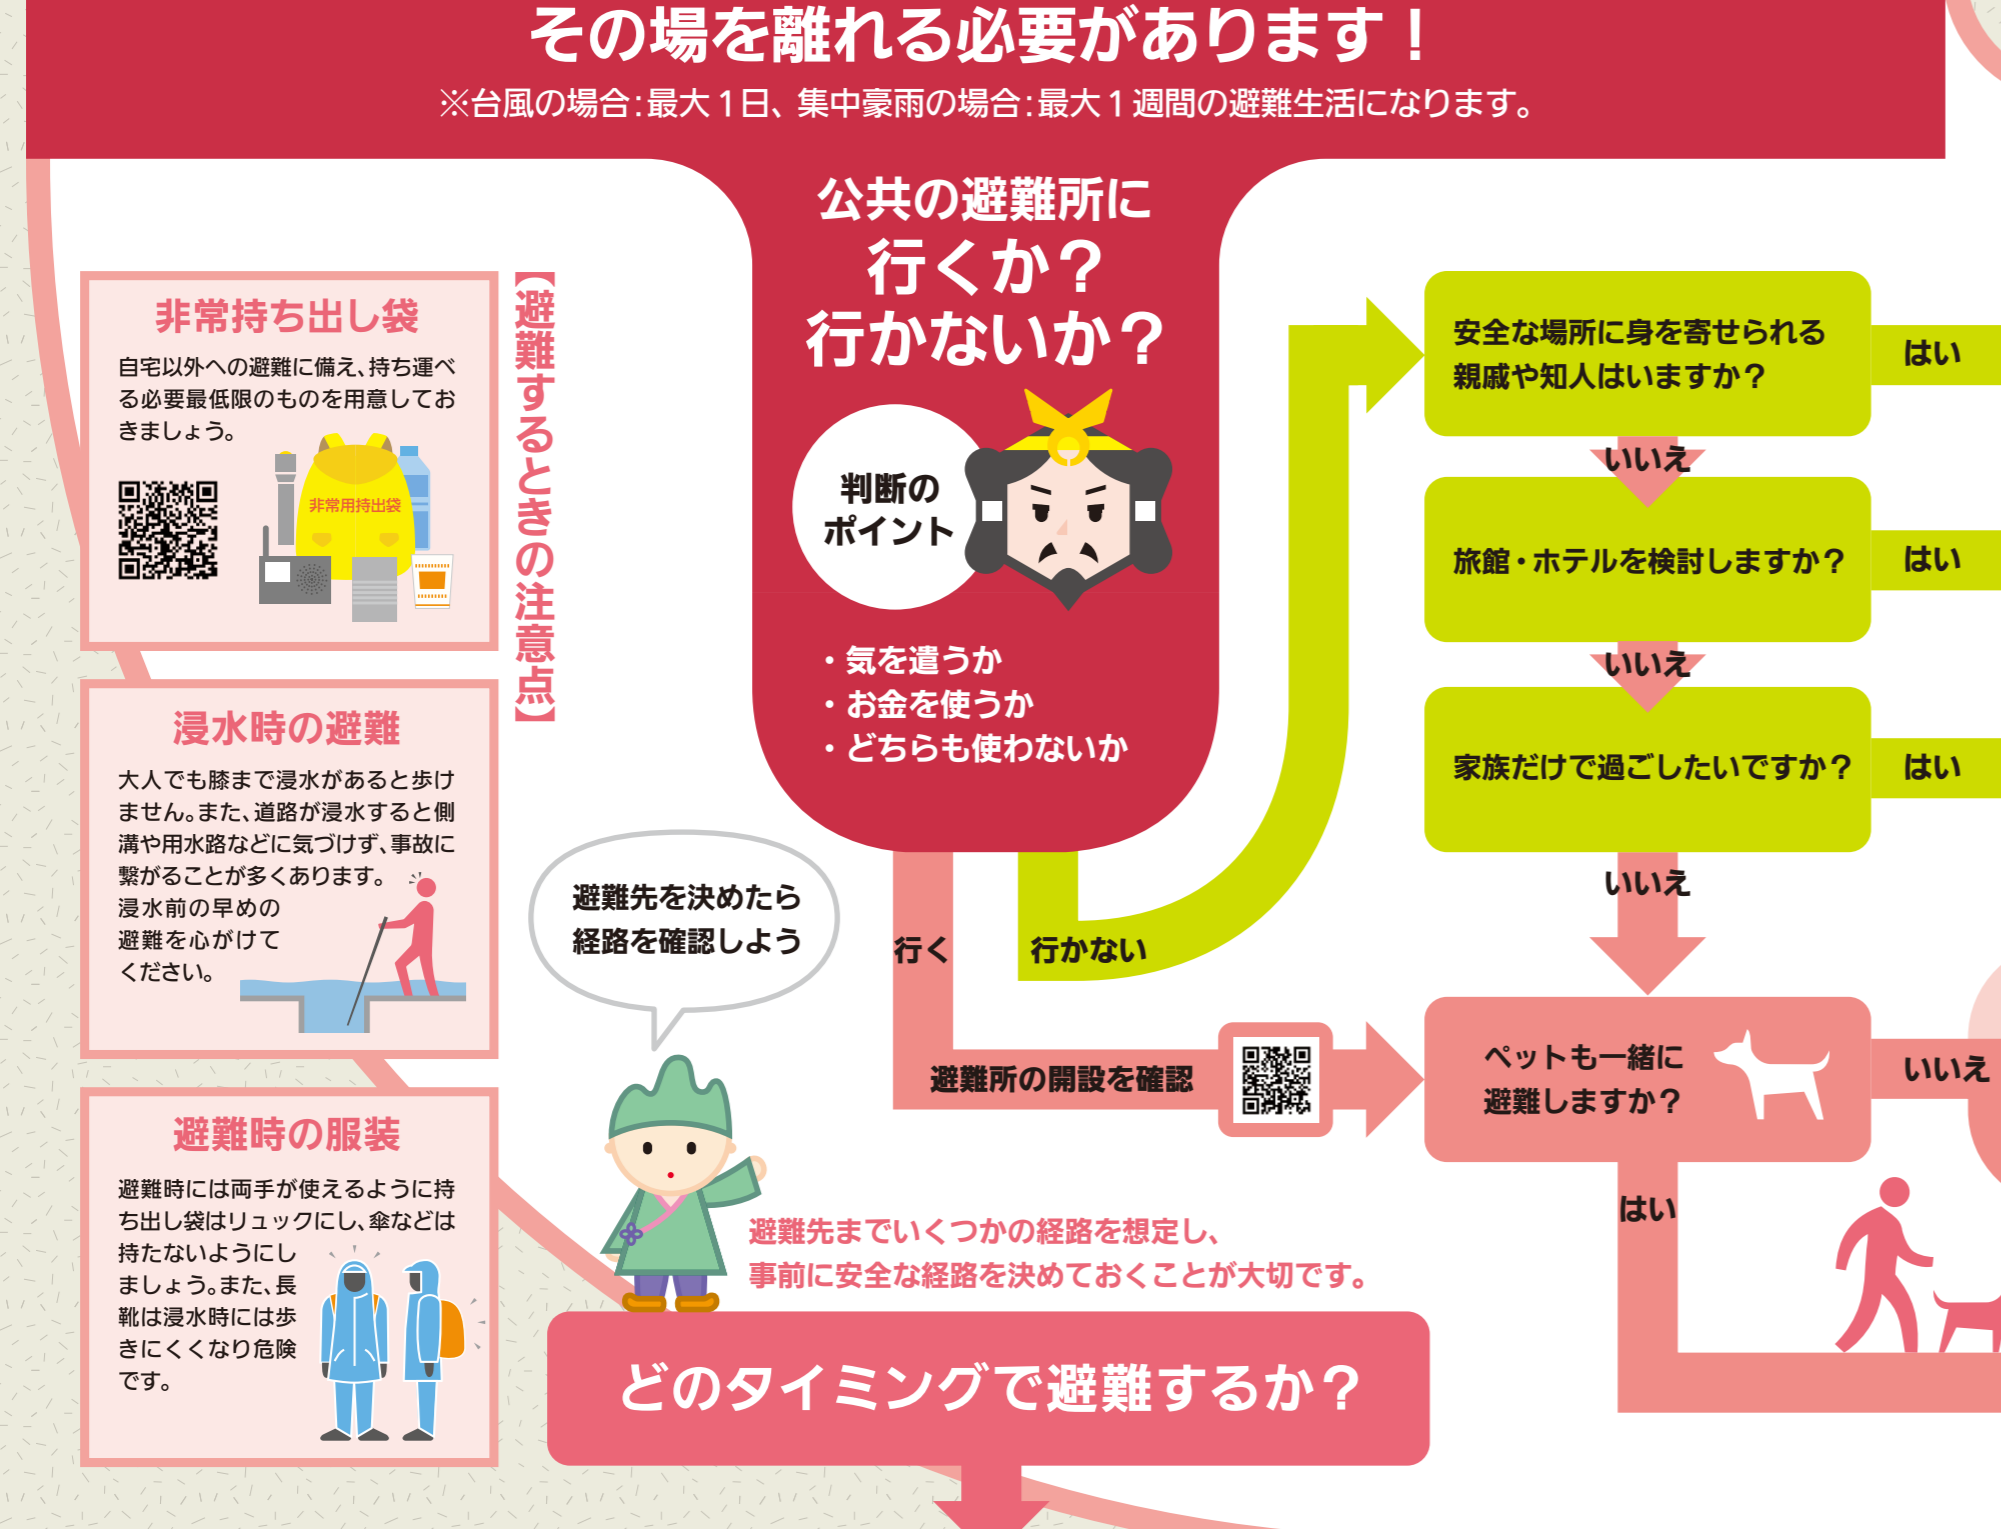 その場を離れる必要があります！
※台風の場合：最大１日、集中豪雨の場合：最大１週間の避難生活になります。
公共の避難所に
行くか？
行かないか？
判断の
ポイント
・気を遣うか
・お金を使うか
・どちらも使わないか
【避難するときの注意点】
非常持ち出し袋
自宅以外への避難に備え、持ち運べ
る必要最低限のものを用意してお
きましょう。
非常用持出袋
浸水時の避難
大人でも膝まで浸水があると歩け
ません。また、道路が浸水すると側
溝や用水路などに気づけず、事故に
繋がることが多くあります。
浸水前の早めの
避難を心がけて
ください。
避難時の服装
避難時には両手が使えるように持
ち出し袋はリュックにし、傘などは
持たないようにし
ましょう。また、長
靴は浸水時には歩
きにくくなり危険
です。
避難先を決めたら
経路を確認しよう
行く
行かない
避難所の開設を確認
安全な場所に身を寄せられる
親戚や知人はいますか？
はい
いいえ
旅館・ホテルを検討しますか？
はい
いいえ
家族だけで過ごしたいですか？
はい
いいえ
ペットも一緒に
避難しますか？
いいえ
はい
避難先までいくつかの経路を想定し、
事前に安全な経路を決めておくことが大切です。
どのタイミングで避難するか？